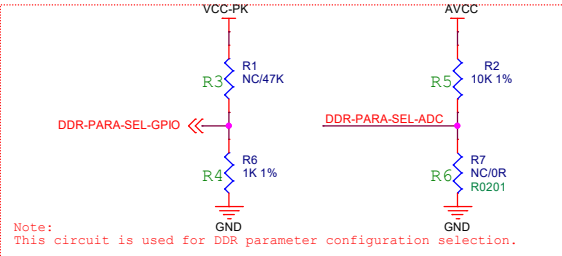 VCC-PK
AVCC
R3
R1
NC/47K
R5
R2
10K 1%
DDR-PARA-SEL-GPIO
DDR-PARA-SEL-ADC
R4
R6
1K 1%
R6
R7
NC/0R
R0201
GND
GND
Note:
This circuit is used for DDR parameter configuration selection.